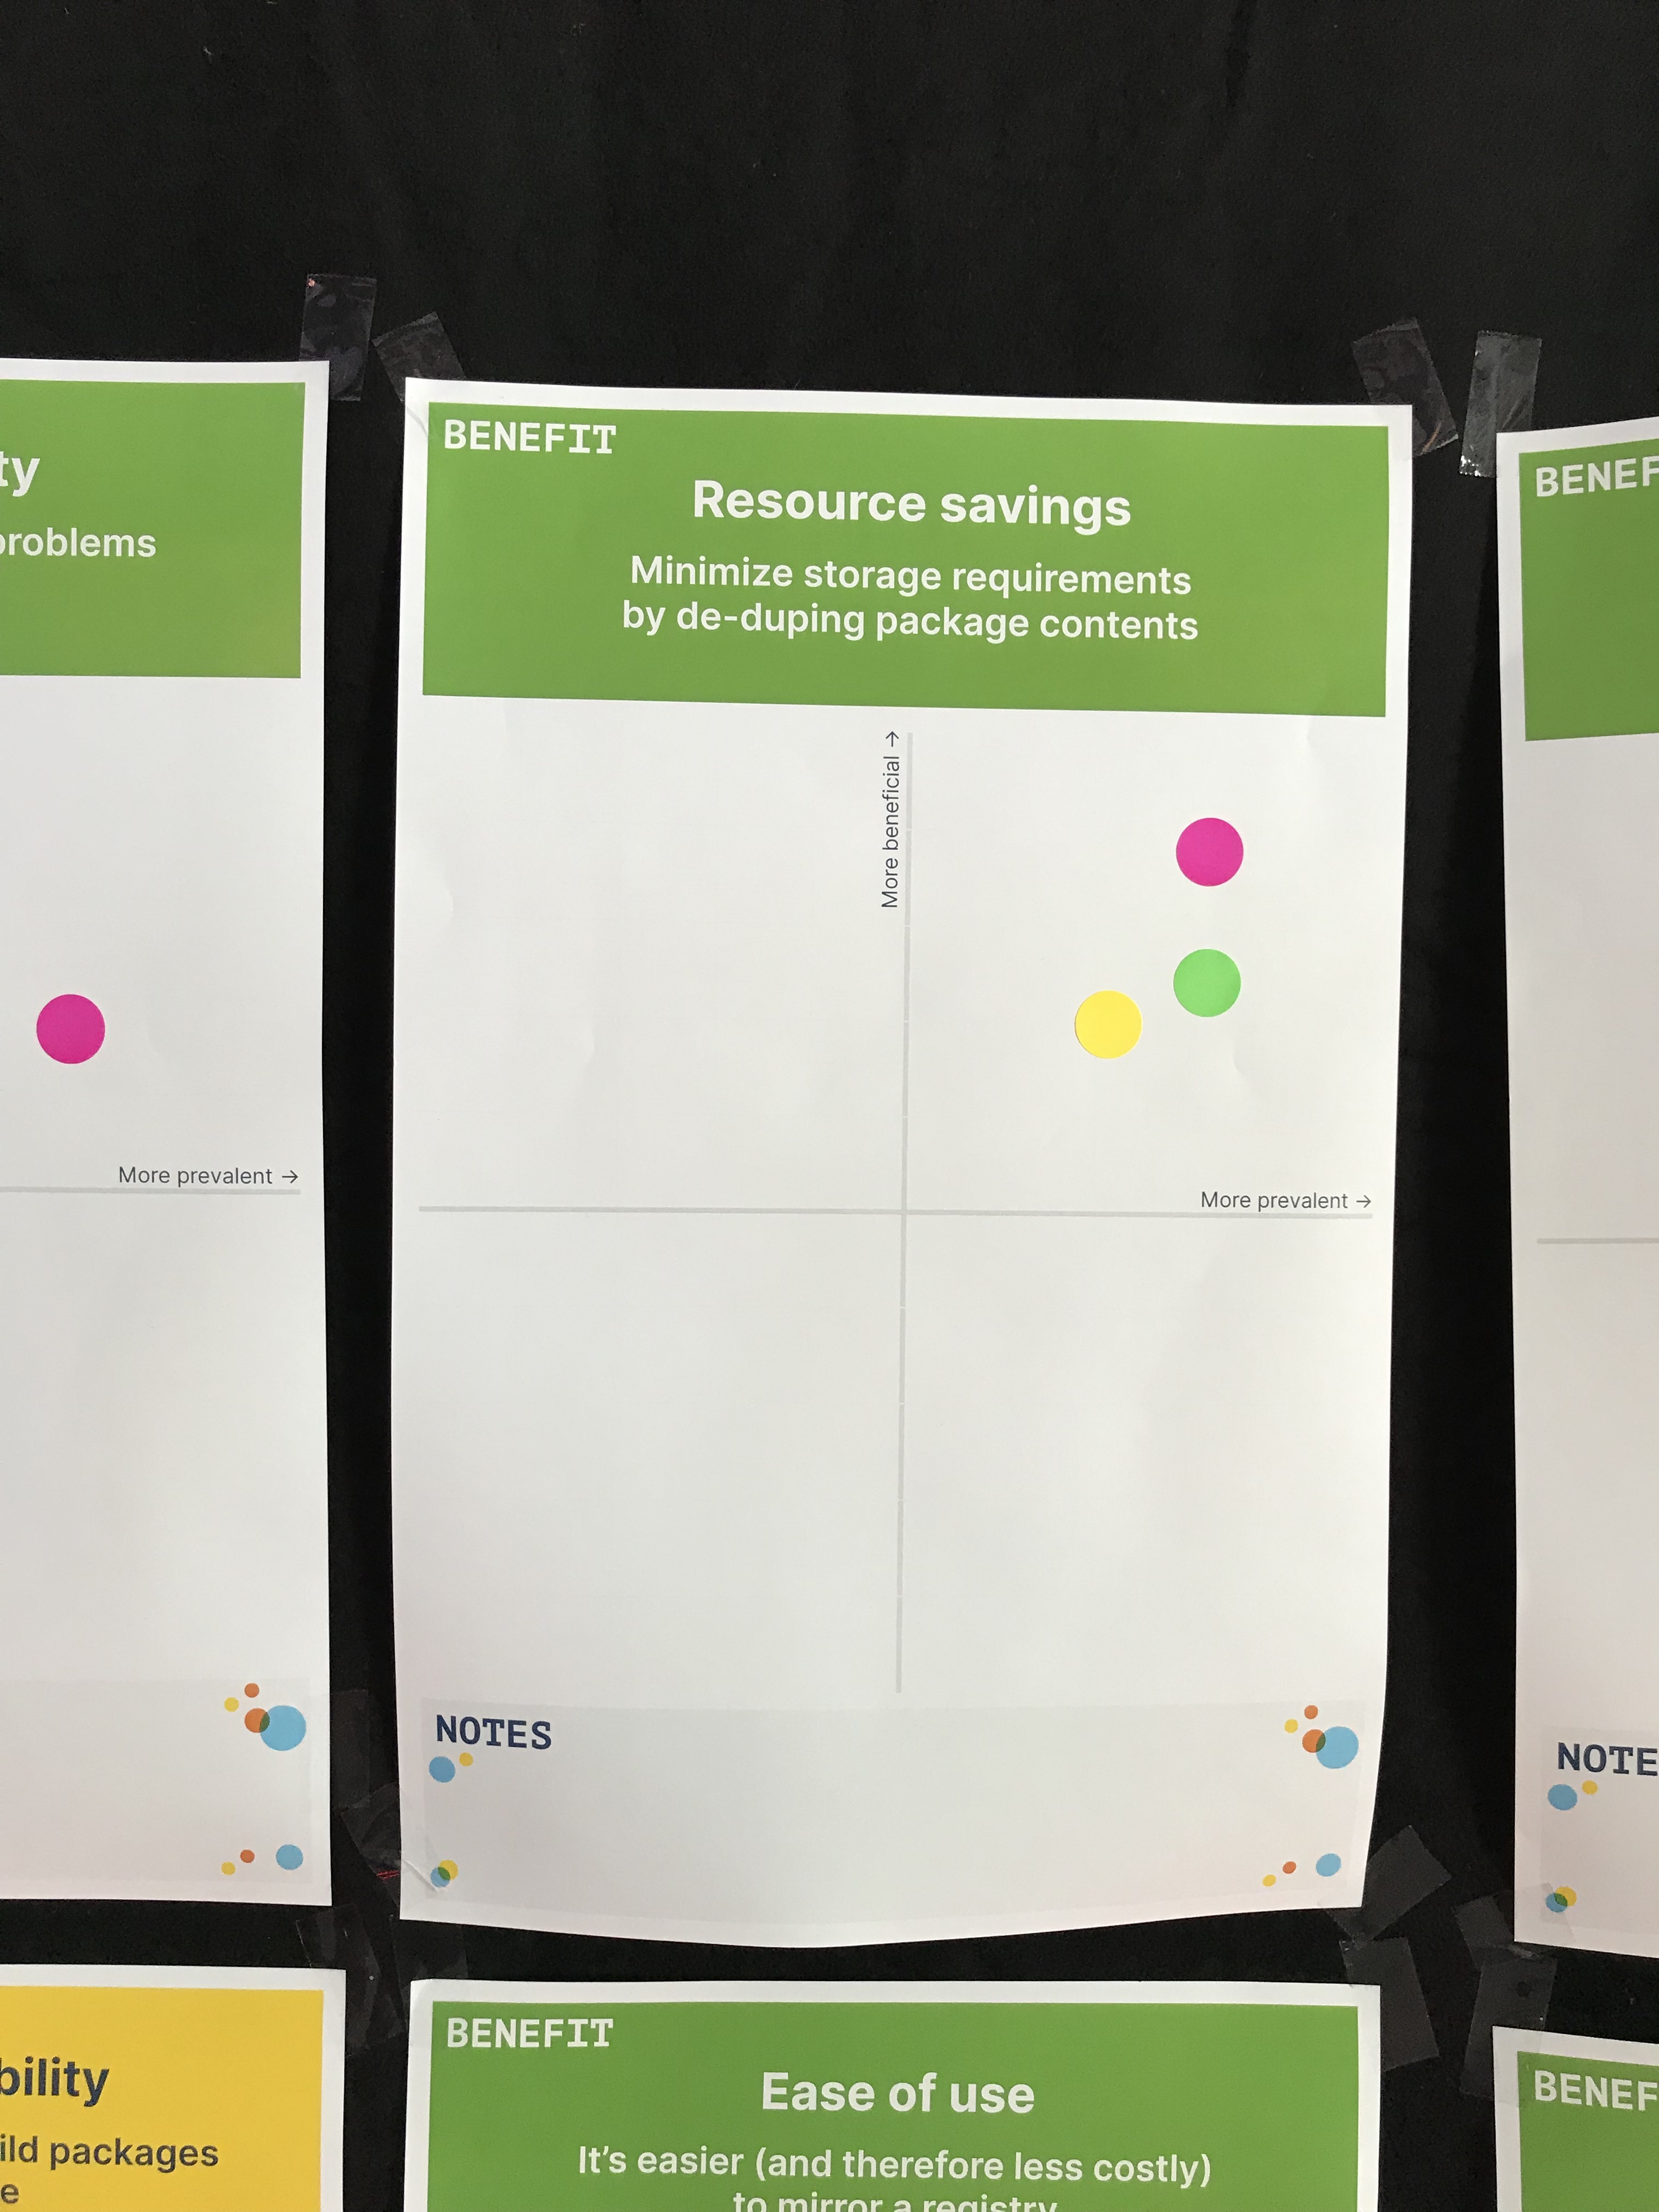 ty
problems
More prevalent →
BENEFIT
Resource savings
Minimize storage requirements
by de-duping package contents
More beneficial →
More prevalent →
NOTES
BENEF
NOTE
bility
ild packages
e
BENEFIT
Ease of use
It's easier (and therefore less costly)
to mirror a registry
BENEF